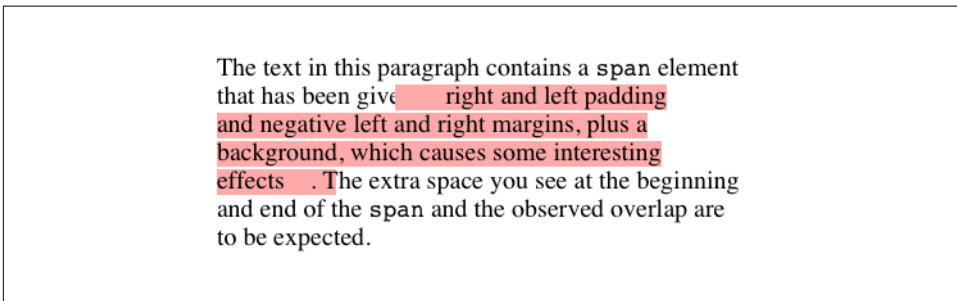 The text in this paragraph contains a span element
that has been give right and left padding
and negative left and right margins, plus a
background, which causes some interesting
effects . The extra space you see at the beginning
and end of the span and the observed overlap are
to be expected.